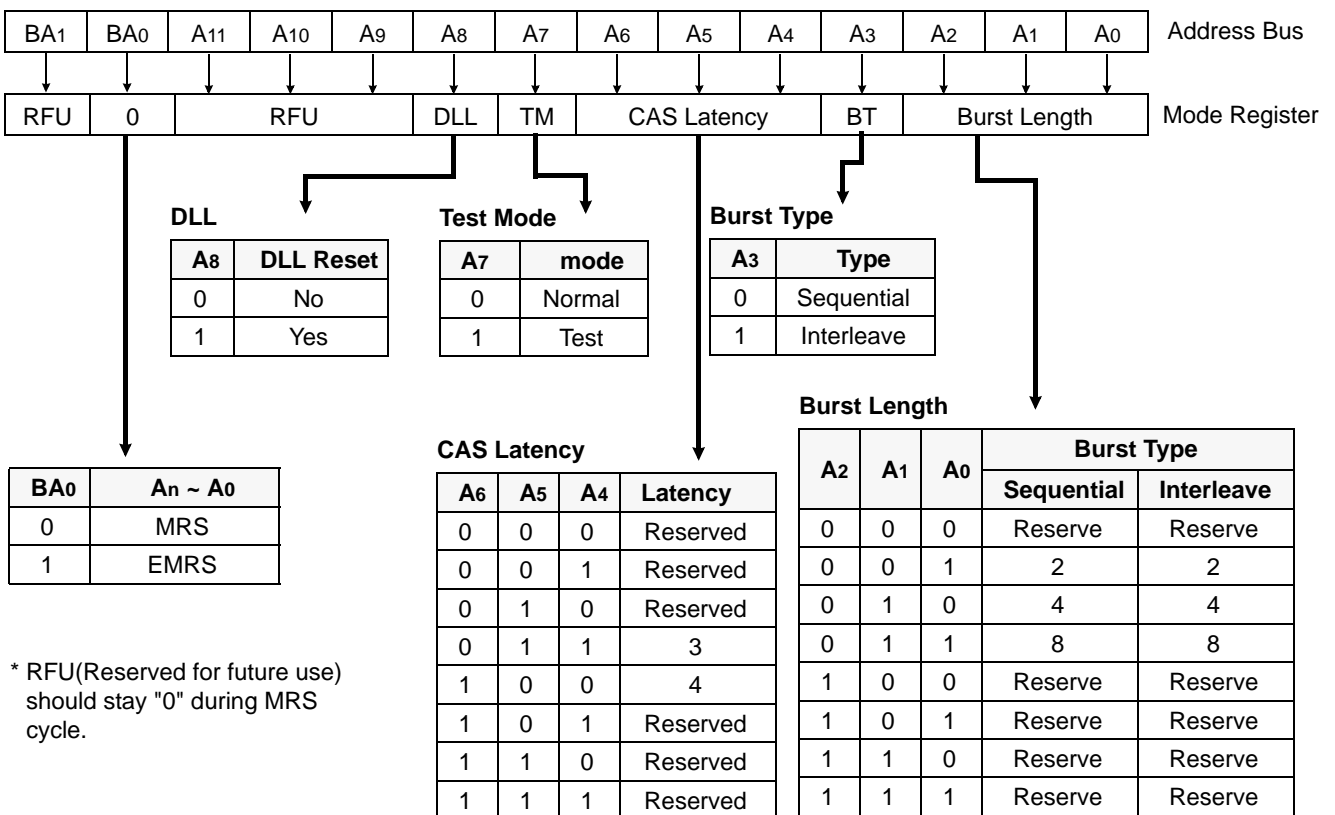 BA1 BA0 A11 A10 A9 A8 A7 A6 A5 A4 A3 A2 A1 A0 Address Bus
RFU 0 RFU DLL TM CAS Latency BT Burst Length Mode Register
DLL
A8 DLL Reset
0 No
1 Yes
Test Mode
A7 mode
0 Normal
1 Test
Burst Type
A3 Type
0 Sequential
1 Interleave
BA0 An ~ A0
0 MRS
1 EMRS
* RFU(Reserved for future use)
should stay "0" during MRS
cycle.
CAS Latency
A6 A5 A4 Latency
0 0 0 Reserved
0 0 1 Reserved
0 1 0 Reserved
0 1 1 3
1 0 0 4
1 0 1 Reserved
1 1 0 Reserved
1 1 1 Reserved
Burst Length
A2 A1 A0 Burst Type
Sequential Interleave
0 0 0 Reserve Reserve
0 0 1 2 2
0 1 0 4 4
0 1 1 8 8
1 0 0 Reserve Reserve
1 0 1 Reserve Reserve
1 1 0 Reserve Reserve
1 1 1 Reserve Reserve